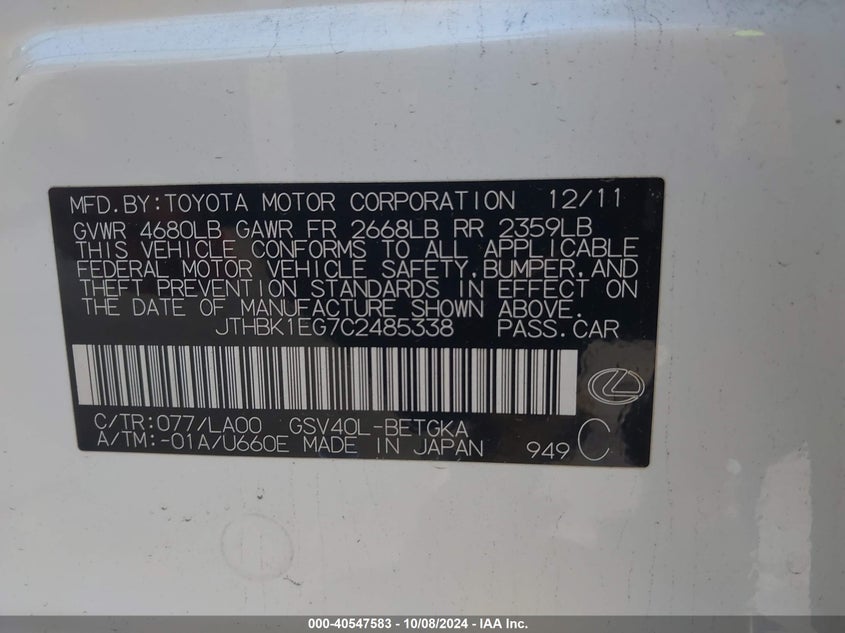 MFD.BY:TOYOTA MOTOR CORPORATION 12/11
GVWR 4680LB GAWR FR 2668LB RR 2359LB
THIS VEHICLE CONFORMS TO ALL APPLICABLE
FEDERAL MOTOR VEHICLE SAFETY,BUMPER,AND
THEFT PREVENTION STANDARDS IN EFFECT ON
THE DATE OF MANUFACTURE SHOWN ABOVE.
JTHBK1EG7C2485338 PASS.CAR
C/TR:077/LA00 GSV40L-BETGKA
A/TM:-01A/U660E MADE IN JAPAN 949 C
000-40547583 - 10/08/2024 - IAA Inc.